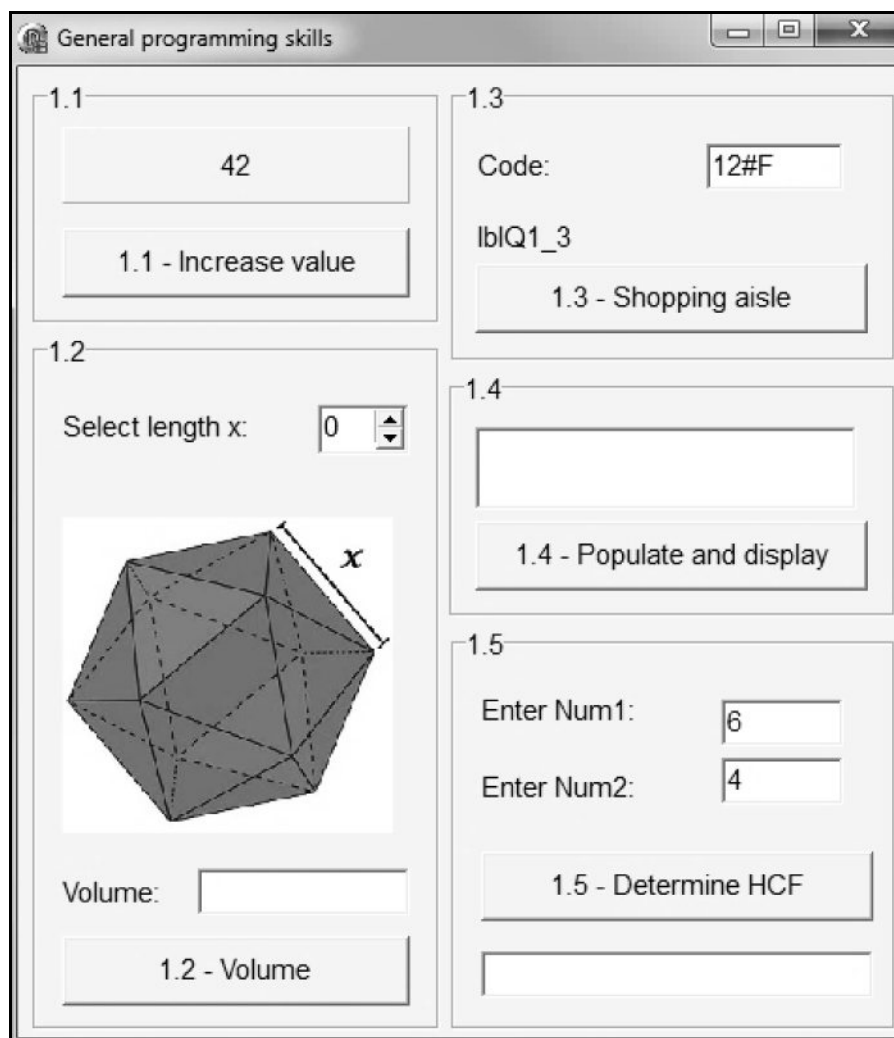 General programming skills
1.1
42
1.1 - Increase value
1.2
Select length x:
0
x
Volume:
1.2 - Volume
1.3
Code:
12#F
lblQ1_3
1.3 - Shopping aisle
1.4
1.4 - Populate and display
1.5
Enter Num1:
6
Enter Num2:
4
1.5 - Determine HCF